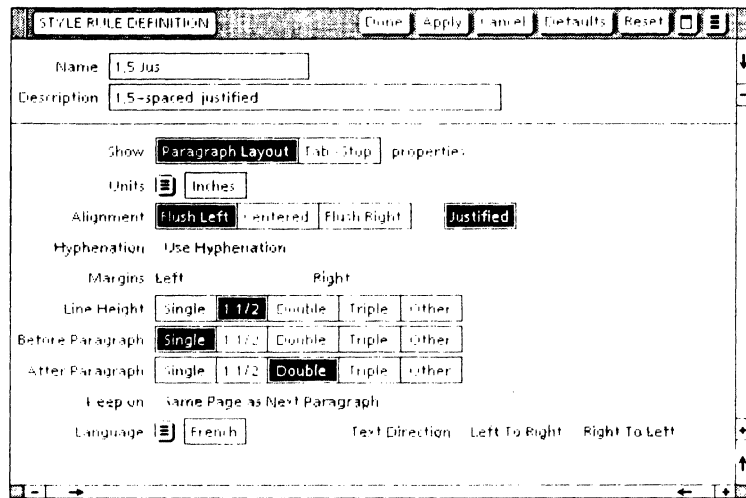 STYLE RULE DEFINITION Done Apply Cancel Defaults Reset
Name 1.5 Jus
Description 1.5-spaced justified
Show Paragraph Layout Tab-Stop properties
Units Inches
Alignment Flush Left Centered Flush Right Justified
Hyphenation Use Hyphenation
Margins Left Right
Line Height Single 1 1/2 Double Triple Other
Before Paragraph Single 1 1/2 Double Triple Other
After Paragraph Single 1 1/2 Double Triple Other
Keep on Same Page as Next Paragraph
Language French Text Direction Left To Right Right To Left